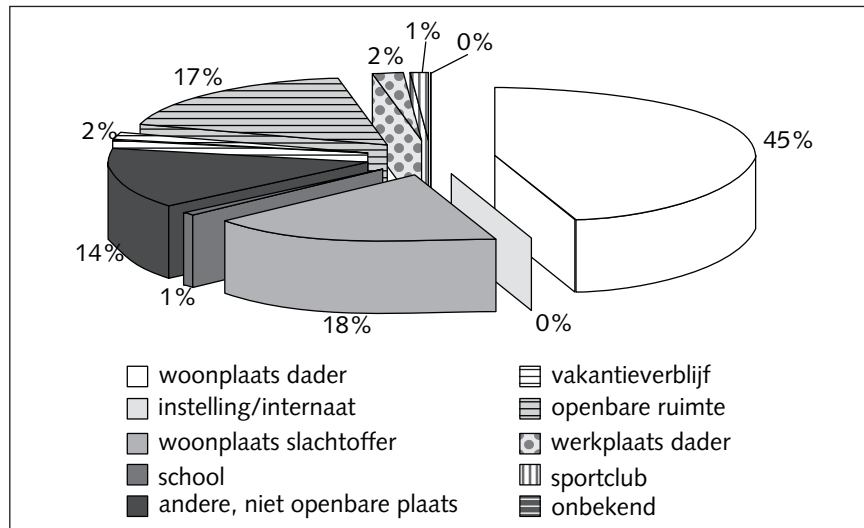 1%
0%
2%
17%
45%
2%
14%
1%
18%
0%
woonplaats dader
instelling/internaat
woonplaats slachtoffer
school
andere, niet openbare plaats
vakantieverblijf
openbare ruimte
werkplaats dader
sportclub
onbekend